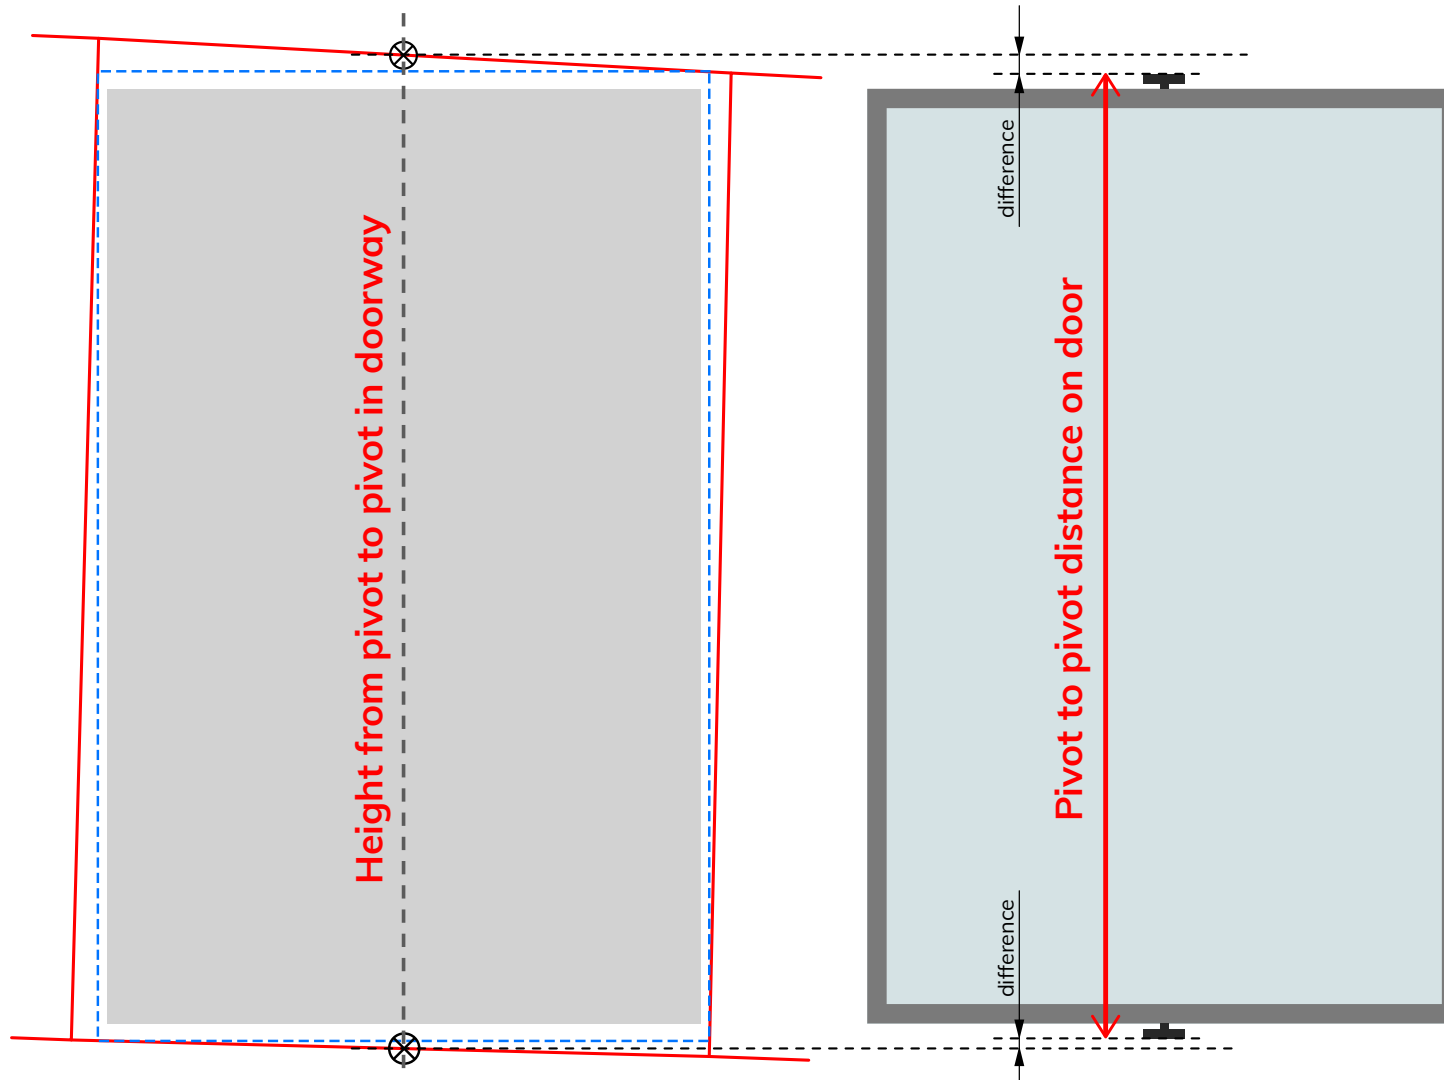 Height from pivot to pivot in doorway
difference
difference
Pivot to pivot distance on door